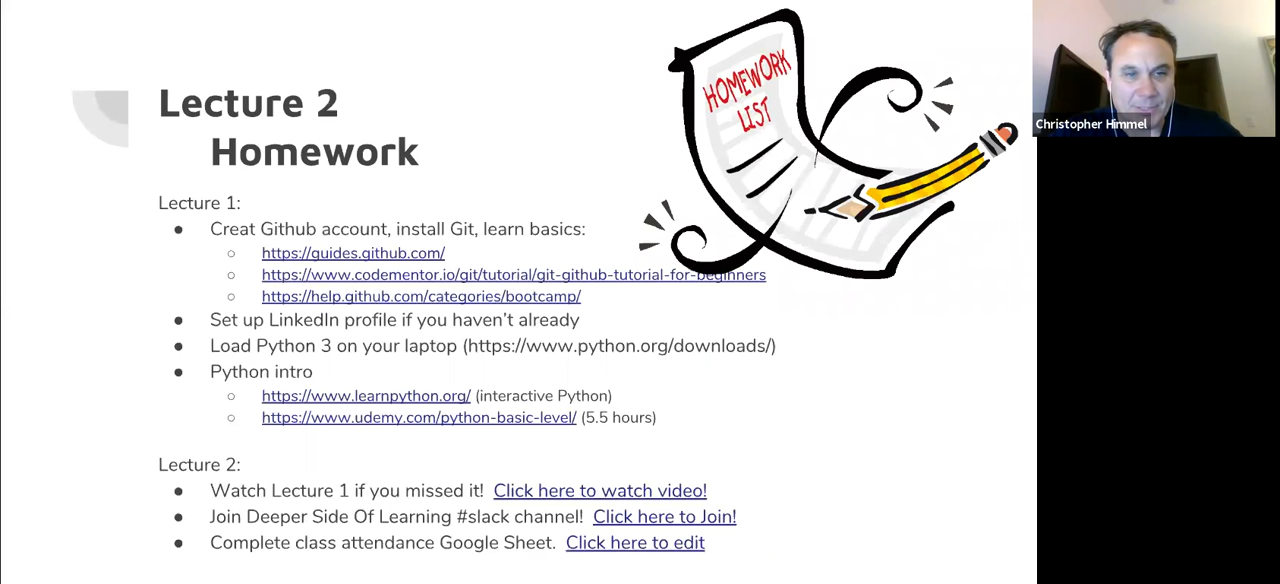 HOMEWORK
LIST
Christopher Himmel
Lecture 2
Homework
Lecture 1:
● Creat Github account, install Git, learn basics:
○ https://guides.github.com/
○ https://www.codementor.io/git/tutorial/git-github-tutorial-for-beginners
○ https://help.github.com/categories/bootcamp/
● Set up LinkedIn profile if you haven't already
● Load Python 3 on your laptop (https://www.python.org/downloads/)
● Python intro
○ https://www.learnpython.org/ (interactive Python)
○ https://www.udemy.com/python-basic-level/ (5.5 hours)
Lecture 2:
● Watch Lecture 1 if you missed it! Click here to watch video!
● Join Deeper Side Of Learning #slack channel! Click here to Join!
● Complete class attendance Google Sheet. Click here to edit